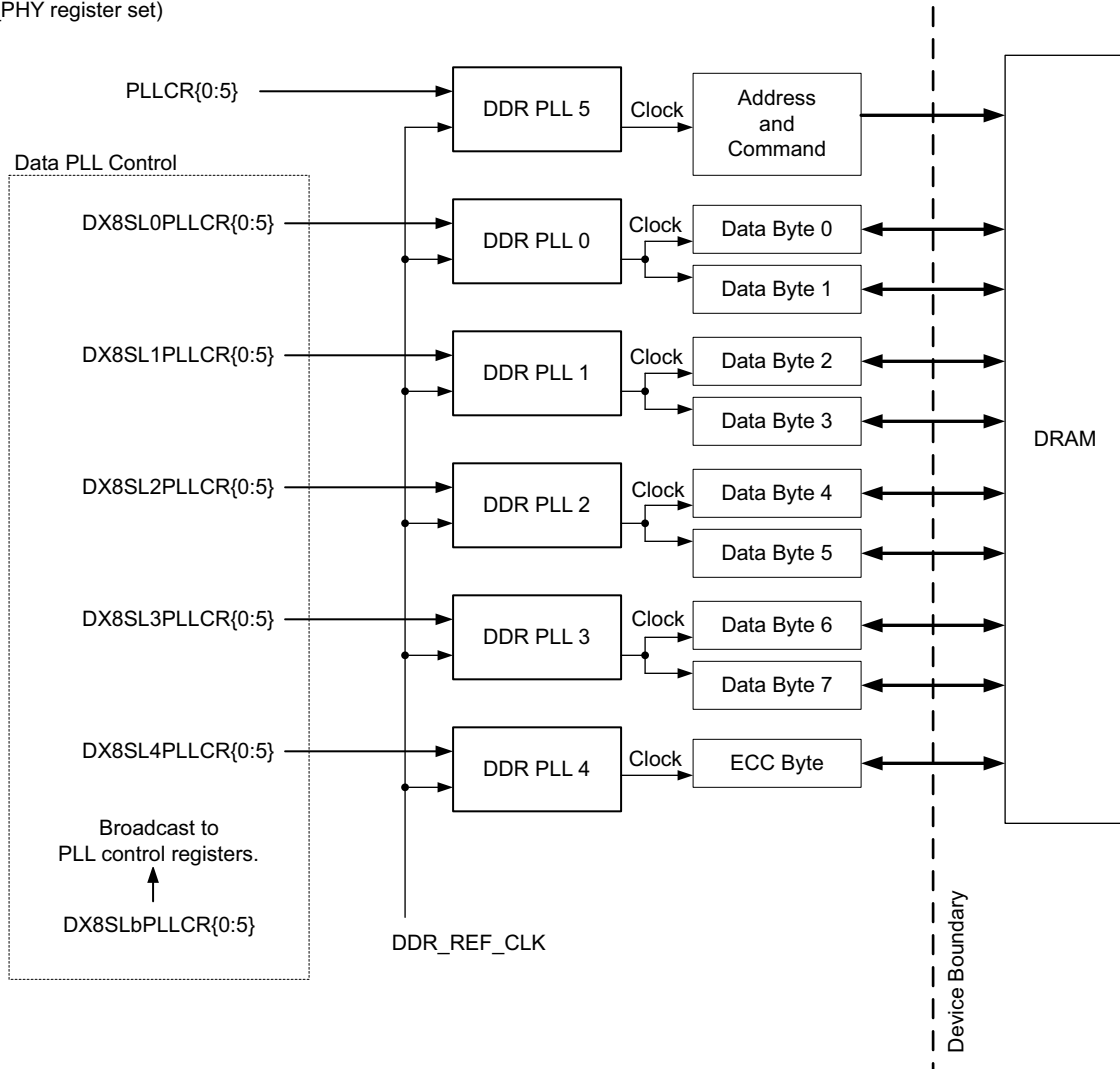 PHY register set)
PLLCR{0:5}
DDR PLL 5
Clock
Address
and
Command
Data PLL Control
DX8SL0PLLCR{0:5}
DDR PLL 0
Clock
Data Byte 0
Data Byte 1
DX8SL1PLLCR{0:5}
DDR PLL 1
Clock
Data Byte 2
Data Byte 3
DRAM
DX8SL2PLLCR{0:5}
DDR PLL 2
Clock
Data Byte 4
Data Byte 5
DX8SL3PLLCR{0:5}
DDR PLL 3
Clock
Data Byte 6
Data Byte 7
DX8SL4PLLCR{0:5}
DDR PLL 4
Clock
ECC Byte
Broadcast to
PLL control registers.
DX8SLbPLLCR{0:5}
DDR_REF_CLK
Device Boundary